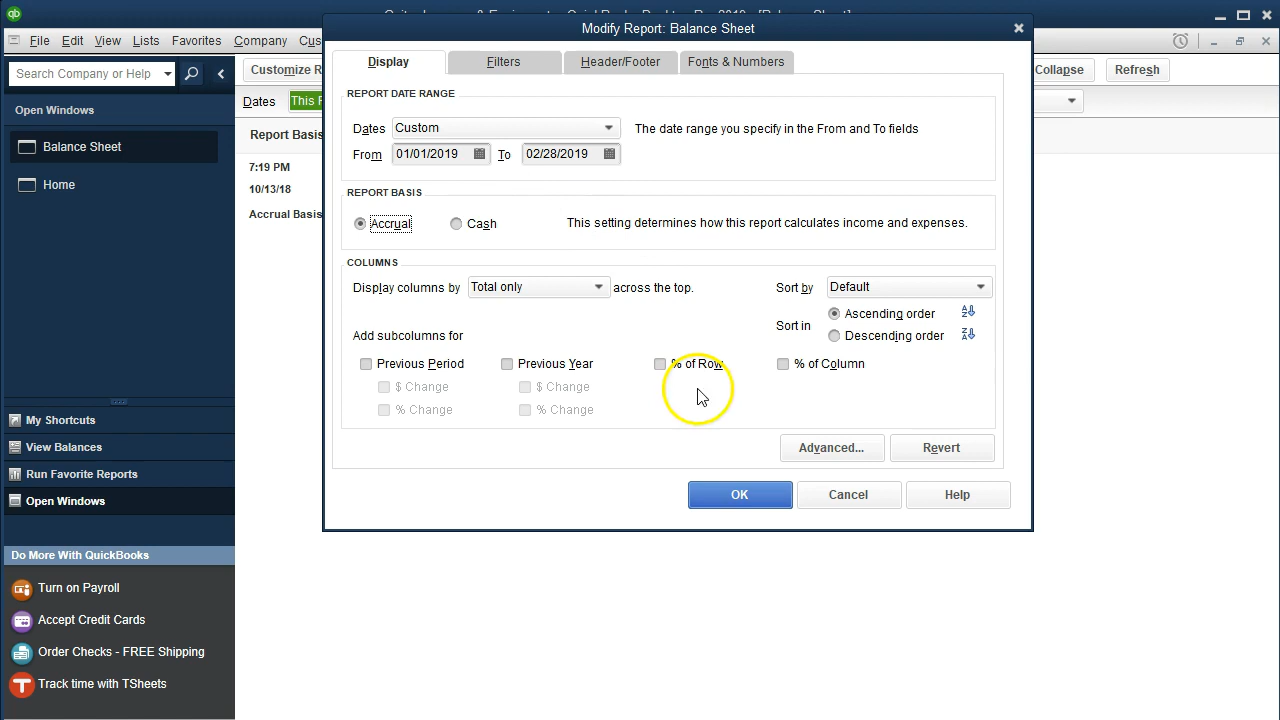 File Edit View Lists Favorites Company Cus
Modify Report: Balance Sheet
Search Company or Help
Customize R
Collapse
Refresh
Open Windows
Dates
This
Balance Sheet
Home
Report Basis
7:19 PM
10/13/18
Accrual Basis
Display
Filters
Header/Footer
Fonts & Numbers
REPORT DATE RANGE
Dates Custom The date range you specify in the From and To fields
From 01/01/2019 To 02/28/2019
REPORT BASIS
Accrual Cash This setting determines how this report calculates income and expenses.
COLUMNS
Display columns by Total only across the top. Sort by Default
Sort in Ascending order
Descending order
Add subcolumns for
Previous Period Previous Year % of Row % of Column
$ Change $ Change
% Change % Change
Advanced... Revert
OK Cancel Help
My Shortcuts
View Balances
Run Favorite Reports
Open Windows
Do More With QuickBooks
Turn on Payroll
Accept Credit Cards
Order Checks - FREE Shipping
Track time with TSheets